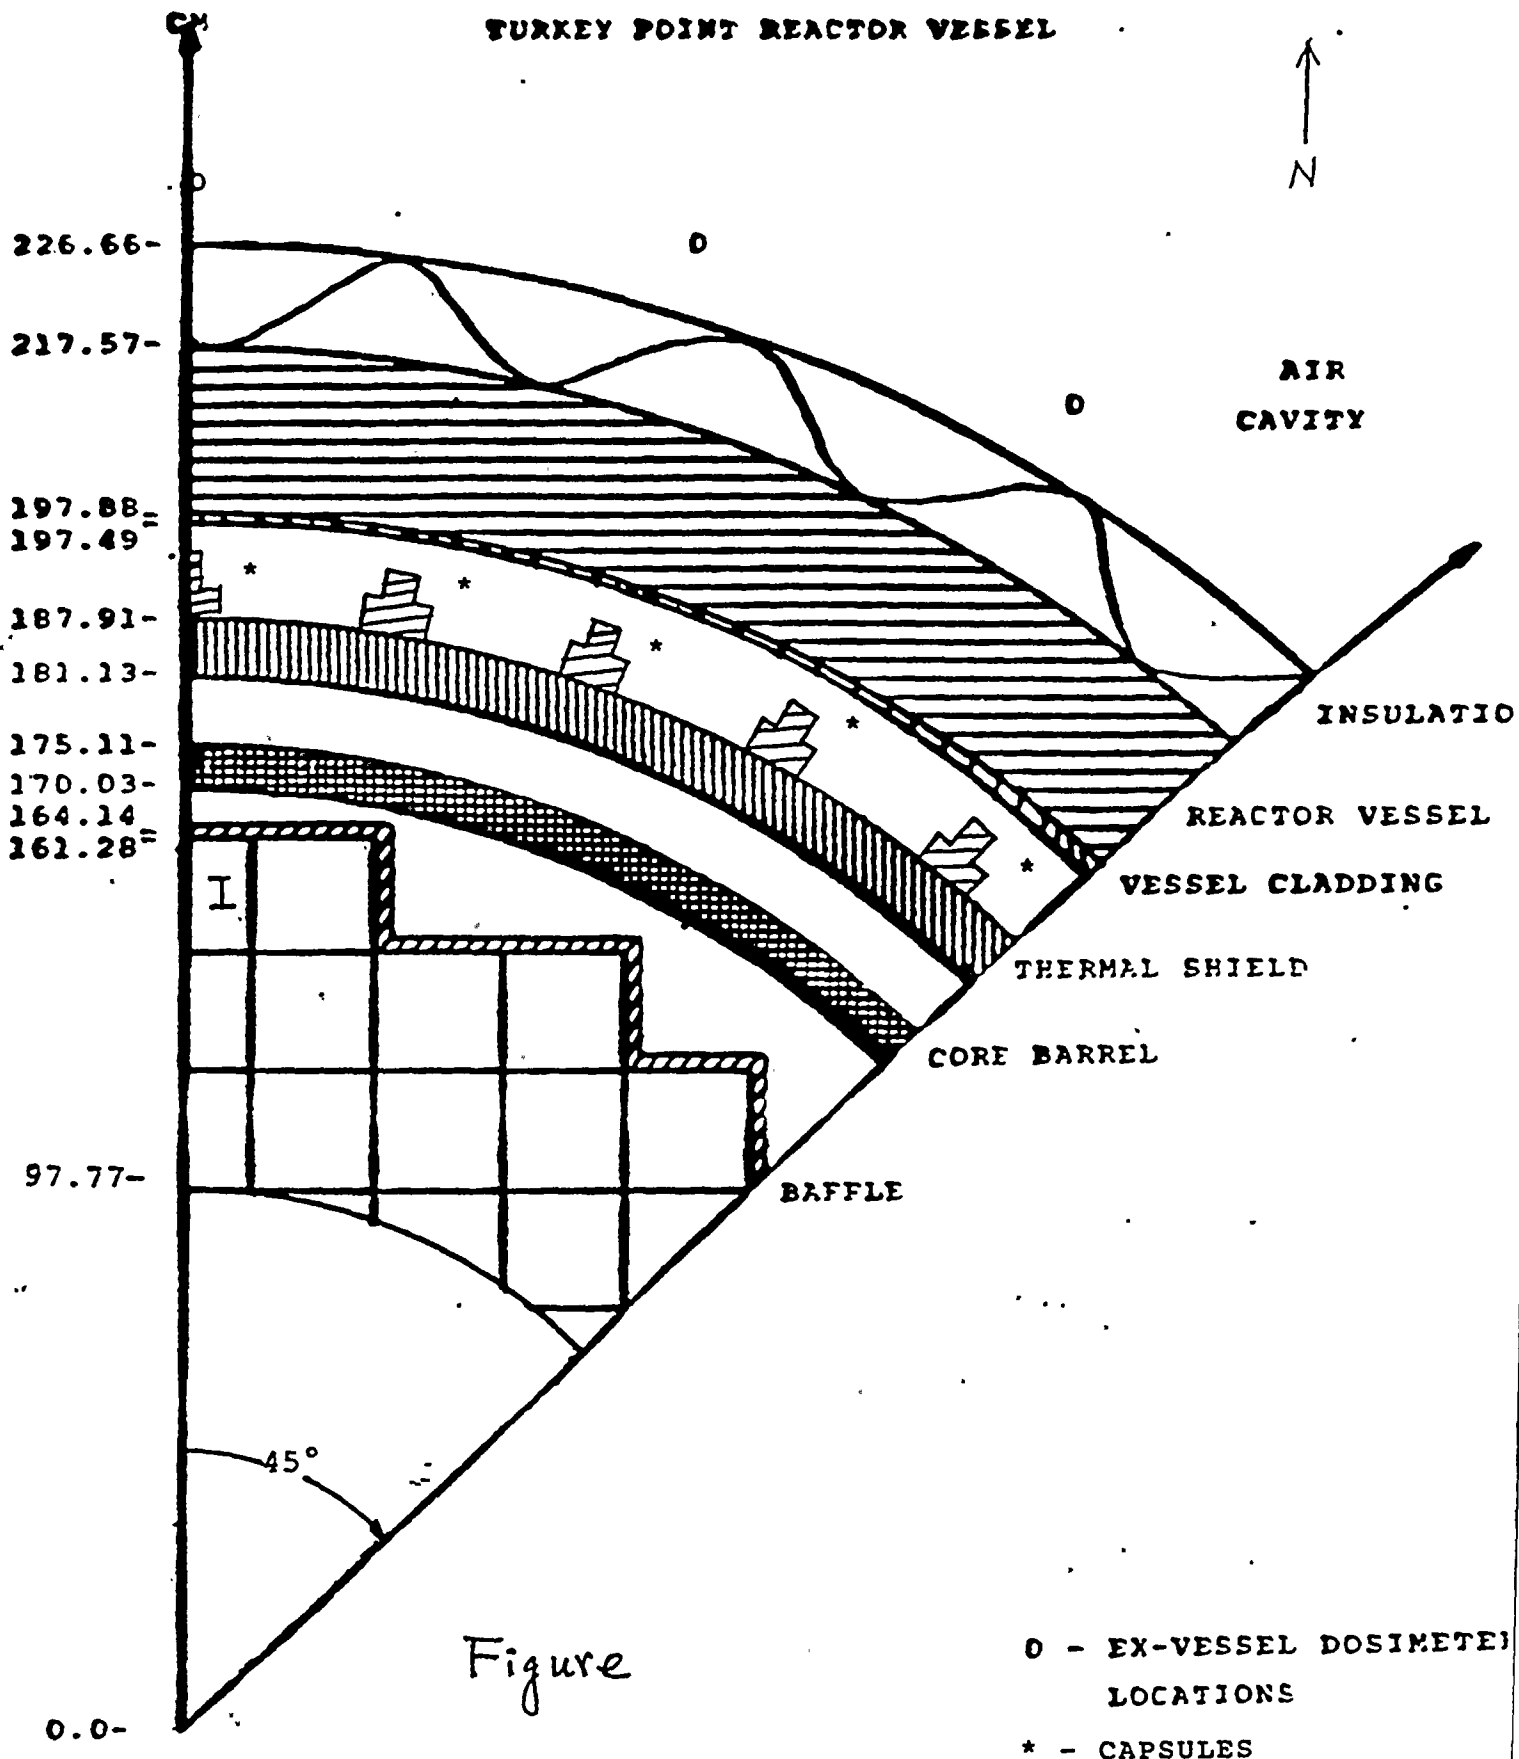 CM
TURKEY POINT REACTOR VESSEL
N
O
226.66-
O
217.57-
AIR
CAVITY
O
197.88-
197.49=
*
*
187.91-
*
181.13-
*
INSULATIO
175.11-
170.03-
164.14
161.28=
REACTOR VESSEL
*
VESSEL CLADDING
I
THERMAL SHIELD
CORE BARREL
97.77-
BAFFLE
45°
Figure
O - EX-VESSEL DOSIMETE
LOCATIONS
0.0-
* - CAPSULES